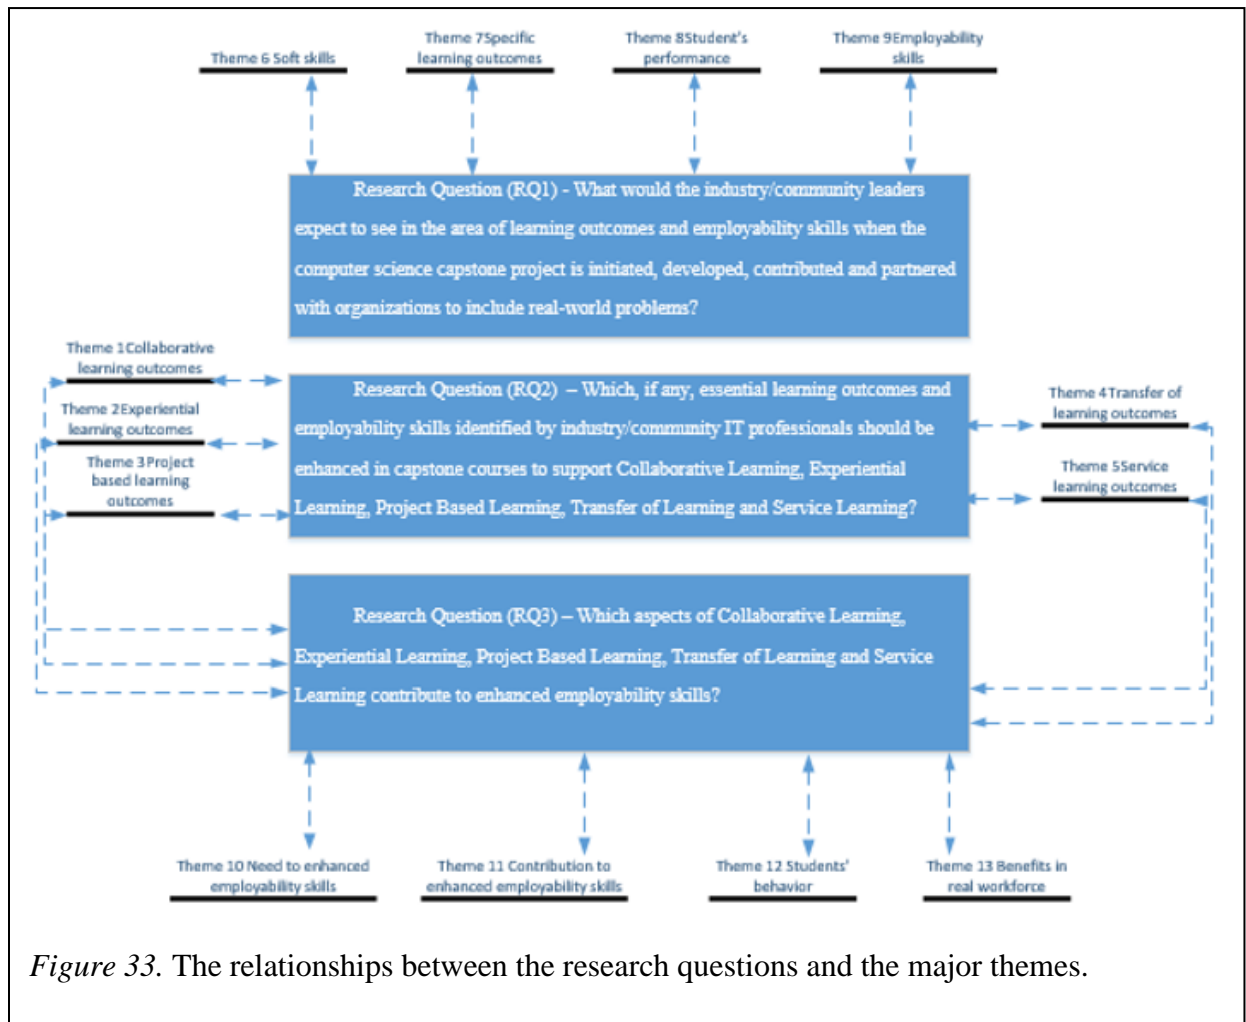 Theme 6 Soft skills
Theme 7Specific
learning outcomes
Theme 8Student's
performance
Theme 9Employability
skills
Research Question (RQ1) - What would the industry/community leaders
expect to see in the area of learning outcomes and employability skills when the
computer science capstone project is initiated, developed, contributed and partnered
with organizations to include real-world problems?
Theme 1Collaborative
learning outcomes
Theme 2Experiential
learning outcomes
Theme 3Project
based learning
outcomes
Research Question (RQ2) – Which, if any, essential learning outcomes and
employability skills identified by industry/community IT professionals should be
enhanced in capstone courses to support Collaborative Learning, Experiential
Learning, Project Based Learning, Transfer of Learning and Service Learning?
Theme 4Transfer of
learning outcomes
Theme 5Service
learning outcomes
Research Question (RQ3) – Which aspects of Collaborative Learning,
Experiential Learning, Project Based Learning, Transfer of Learning and Service
Learning contribute to enhanced employability skills?
Theme 10 Need to enhanced
employability skills
Theme 11 Contribution to
enhanced employability skills
Theme 12 Students'
behavior
Theme 13 Benefits in
real workforce
Figure 33. The relationships between the research questions and the major themes.